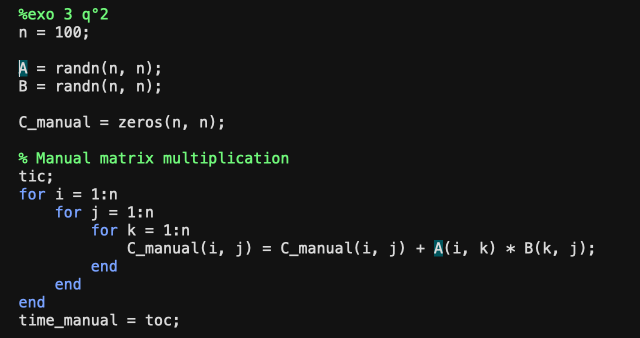 %exo 3 q°2
n = 100;
A = randn(n, n);
B = randn(n, n);
C_manual = zeros(n, n);
% Manual matrix multiplication
tic;
for i = 1:n
    for j = 1:n
        for k = 1:n
            C_manual(i, j) = C_manual(i, j) + A(i, k) * B(k, j);
        end
    end
end
time_manual = toc;